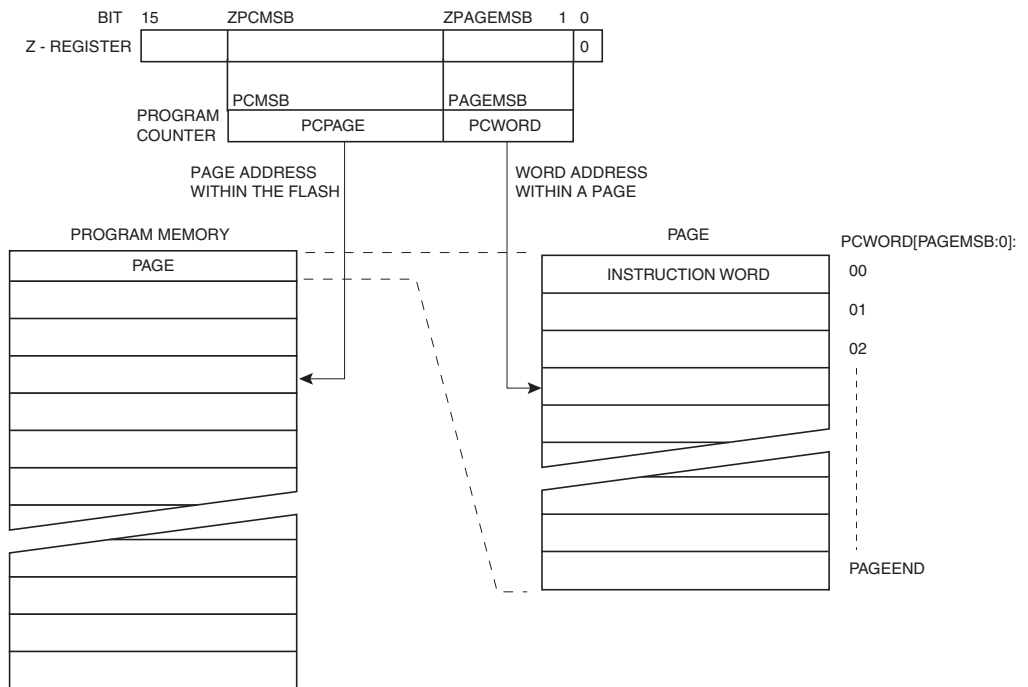 BIT 15 ZPCMSB ZPAGEMSB 1 0
Z - REGISTER 0
PCMSB PAGEMSB
PROGRAM
COUNTER
PCPAGE PCWORD
PAGE ADDRESS
WITHIN THE FLASH
WORD ADDRESS
WITHIN A PAGE
PROGRAM MEMORY
PAGE
PAGE
PCWORD[PAGEMSB:0]:
INSTRUCTION WORD
00
01
02
PAGEEND